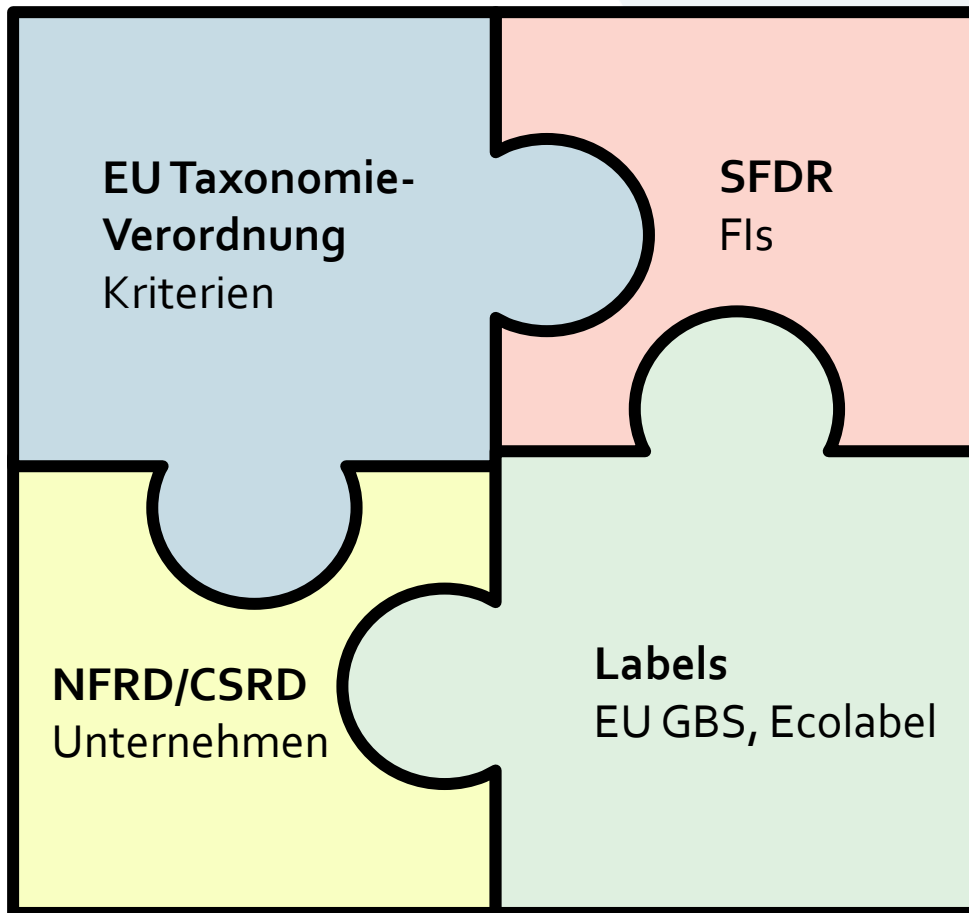 EU Taxonomie-
Verordnung
Kriterien
SFDR
FIs
NFRD/CSRD
Unternehmen
Labels
EU GBS, Ecolabel